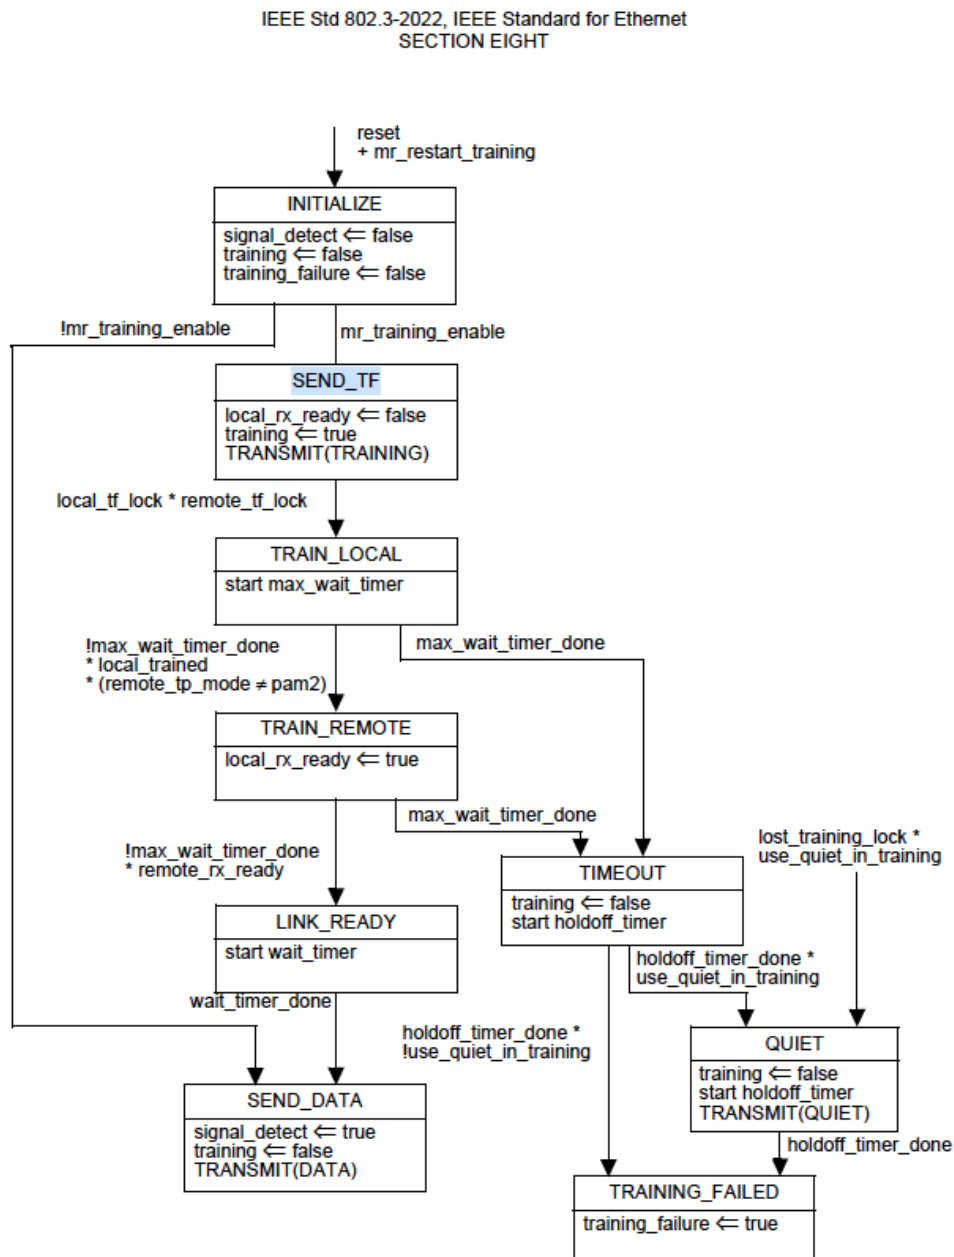 IEEE Std 802.3-2022, IEEE Standard for Ethernet
SECTION EIGHT
reset
+ mr_restart_training
INITIALIZE
signal_detect ⇐ false
training ⇐ false
training_failure ⇐ false
!mr_training_enable
mr_training_enable
SEND_TF
local_rx_ready ⇐ false
training ⇐ true
TRANSMIT(TRAINING)
local_tf_lock * remote_tf_lock
TRAIN_LOCAL
start max_wait_timer
!max_wait_timer_done
* local_trained
* (remote_tp_mode ≠ pam2)
max_wait_timer_done
TRAIN_REMOTE
local_rx_ready ⇐ true
max_wait_timer_done
!max_wait_timer_done
* remote_rx_ready
lost_training_lock *
use_quiet_in_training
TIMEOUT
training ⇐ false
start holdoff_timer
LINK_READY
start wait_timer
holdoff_timer_done *
use_quiet_in_training
wait_timer_done
holdoff_timer_done *
!use_quiet_in_training
QUIET
training ⇐ false
start holdoff_timer
TRANSMIT(QUIET)
SEND_DATA
signal_detect ⇐ true
training ⇐ false
TRANSMIT(DATA)
holdoff_timer_done
TRAINING_FAILED
training_failure ⇐ true